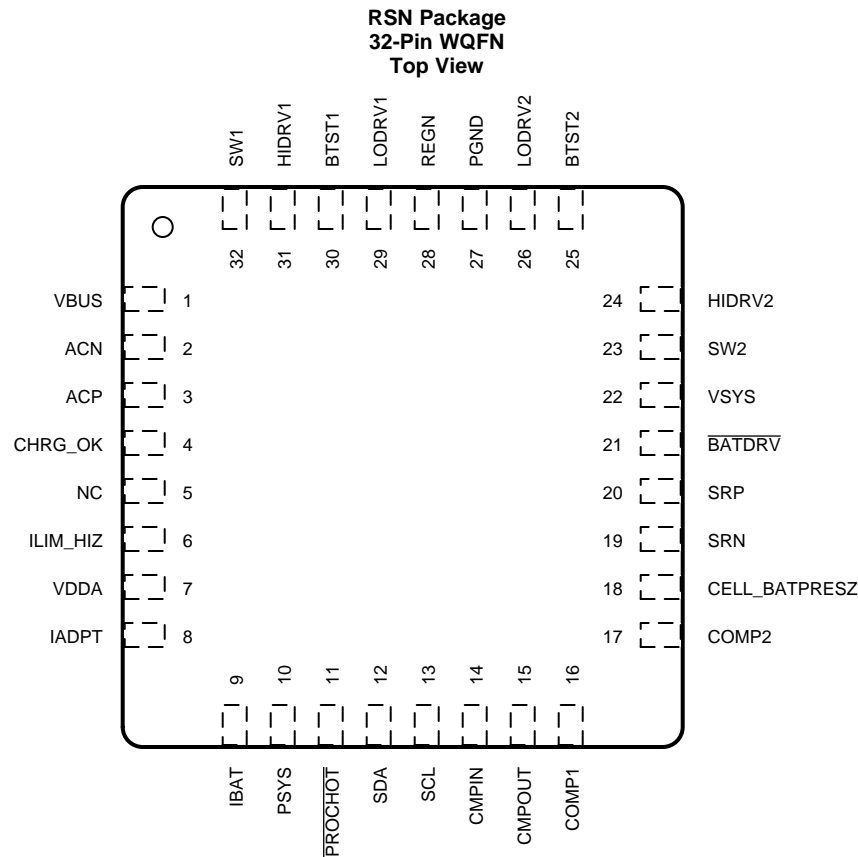 RSN Package
32-Pin WQFN
Top View
SW1
HIDRV1
BTST1
LODRV1
REGN
PGND
LODRV2
BTST2
32
31
30
29
28
27
26
25
VBUS 1
ACN 2
ACP 3
CHRG_OK 4
NC 5
ILIM_HIZ 6
VDDA 7
IADPT 8
24 HIDRV2
23 SW2
22 VSYS
21 BATDRV
20 SRP
19 SRN
18 CELL_BATPRESZ
17 COMP2
9
10
11
12
13
14
15
16
IBAT
PSYS
PROCHOT
SDA
SCL
CMPIN
CMPOUT
COMP1